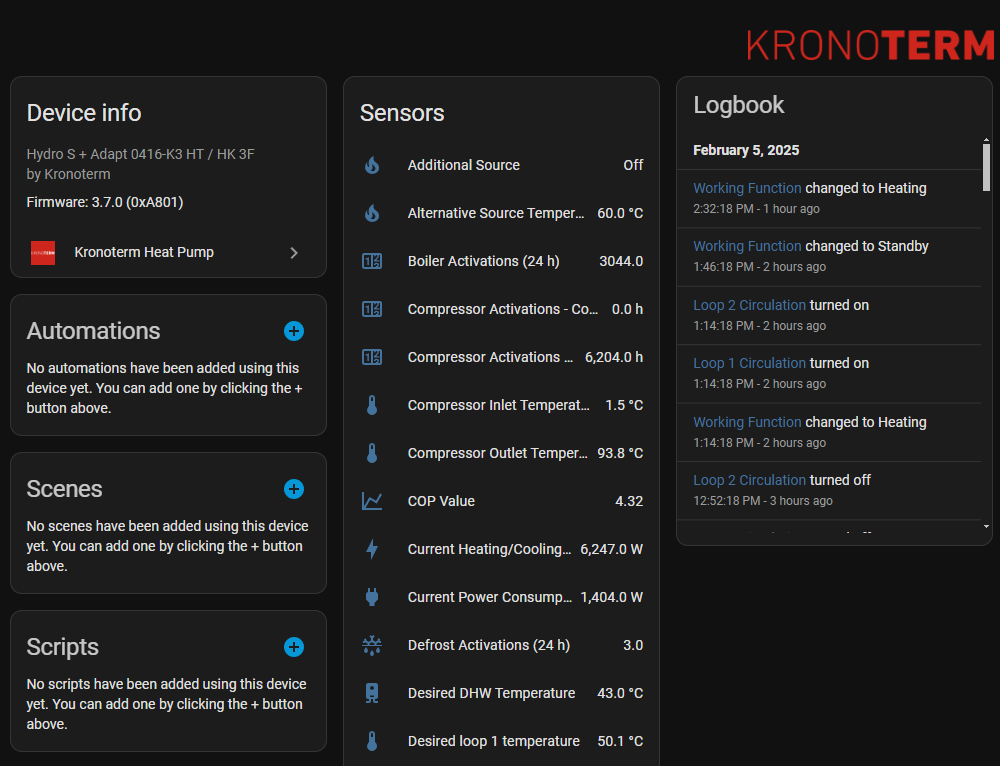 KRONOTERM
Device info
Hydro S + Adapt 0416-K3 HT / HK 3F
by Kronoterm
Firmware: 3.7.0 (0xA801)
KRONOTERM
Kronoterm Heat Pump
Automations
No automations have been added using this
device yet. You can add one by clicking the +
button above.
Scenes
No scenes have been added using this device
yet. You can add one by clicking the + button
above.
Scripts
No scripts have been added using this device
yet. You can add one by clicking the + button
above.
Sensors
Additional Source Off
Alternative Source Temper... 60.0 °C
Boiler Activations (24 h) 3044.0
Compressor Activations - Co... 0.0 h
Compressor Activations ... 6,204.0 h
Compressor Inlet Temperat... 1.5 °C
Compressor Outlet Temper... 93.8 °C
COP Value 4.32
Current Heating/Cooling... 6,247.0 W
Current Power Consump... 1,404.0 W
Defrost Activations (24 h) 3.0
Desired DHW Temperature 43.0 °C
Desired loop 1 temperature 50.1 °C
Logbook
February 5, 2025
Working Function changed to Heating
2:32:18 PM - 1 hour ago
Working Function changed to Standby
1:46:18 PM - 2 hours ago
Loop 2 Circulation turned on
1:14:18 PM - 2 hours ago
Loop 1 Circulation turned on
1:14:18 PM - 2 hours ago
Working Function changed to Heating
1:14:18 PM - 2 hours ago
Loop 2 Circulation turned off
12:52:18 PM - 3 hours ago